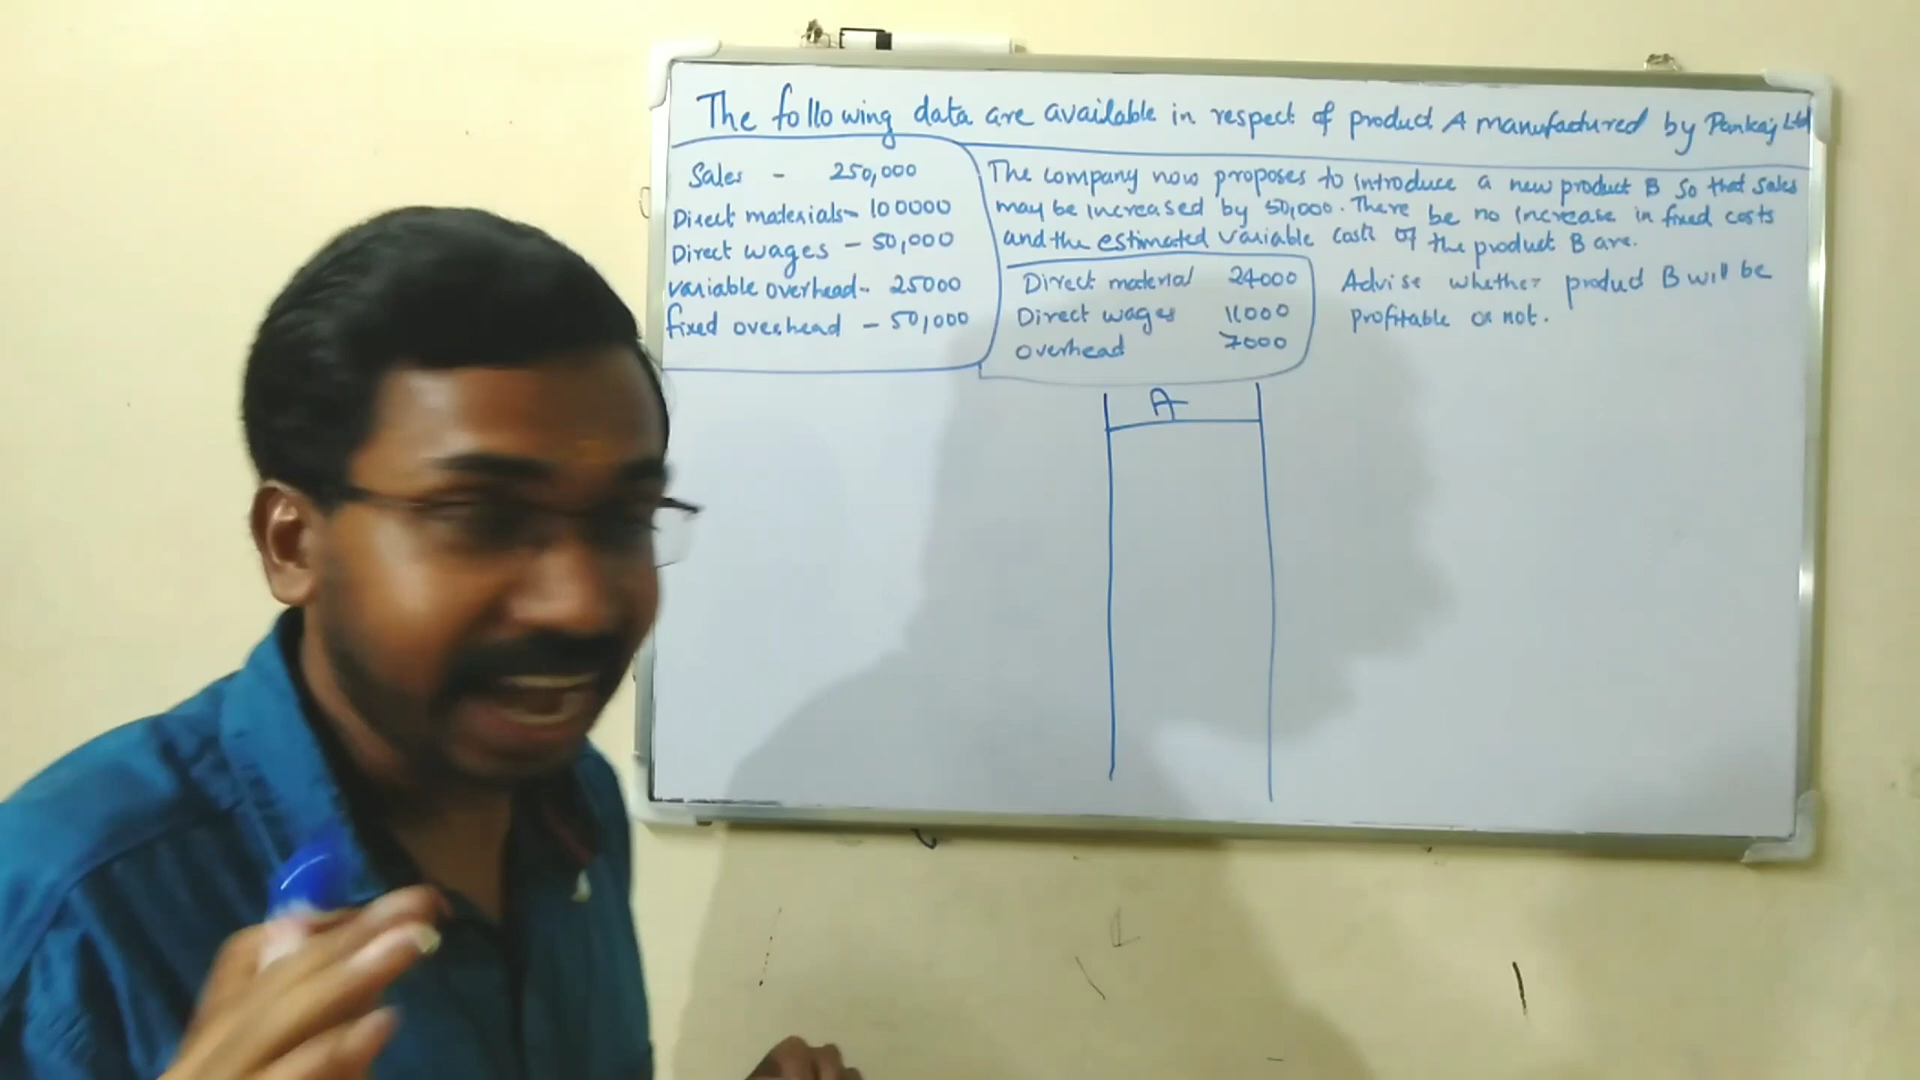 The following data are available in respect of product A manufactured by Pankaj Ltd
Sales - 250,000
Direct materials- 100000
Direct wages - 50,000
variable overhead- 25000
fixed overhead - 50,000
The company now proposes to introduce a new product B so that sales
may be increased by 50,000. There be no increase in fixed costs
and the estimated variable costs of the product B are.
Direct material 24000
Direct wages 11000
overhead 7000
Advise whether product B will be
profitable or not.
A